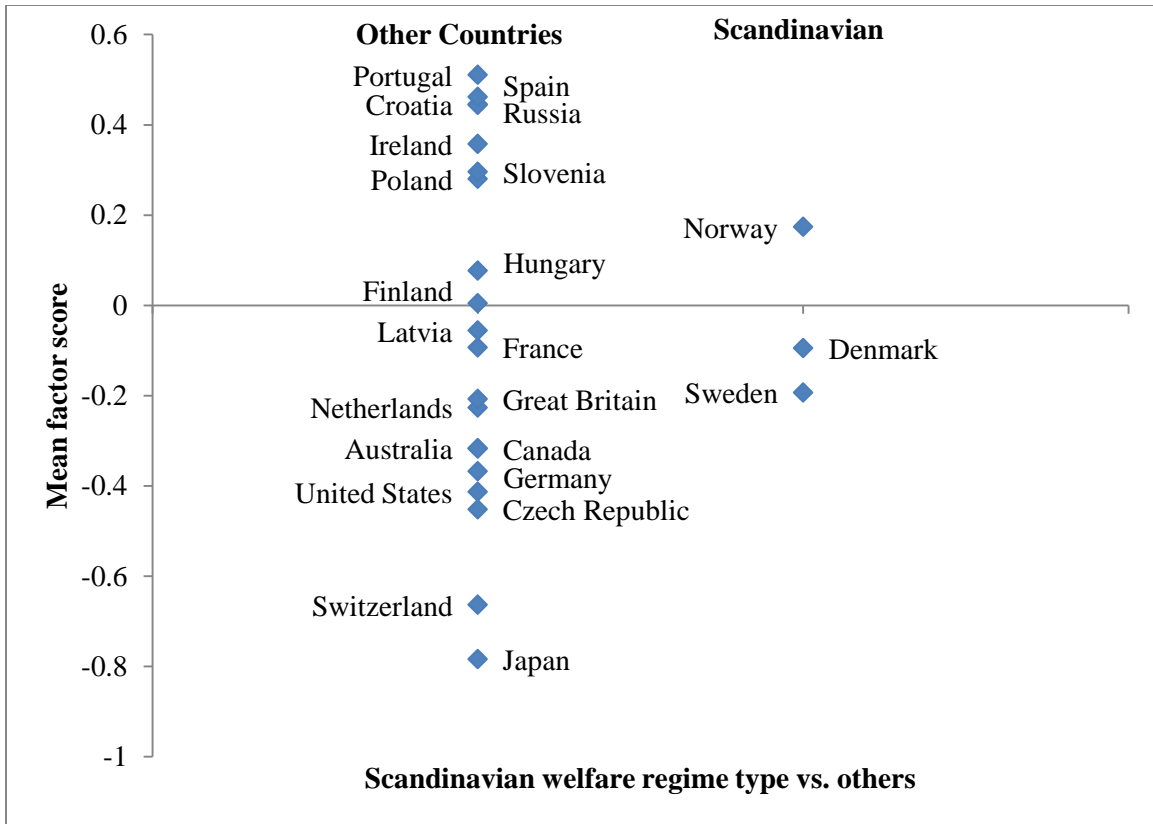 Other Countries
Scandinavian
0.6
0.4
0.2
0
-0.2
-0.4
-0.6
-0.8
-1
Mean factor score
Portugal
Spain
Croatia
Russia
Ireland
Slovenia
Poland
Norway
Hungary
Finland
Latvia
France
Denmark
Sweden
Great Britain
Netherlands
Australia
Canada
Germany
United States
Czech Republic
Switzerland
Japan
Scandinavian welfare regime type vs. others